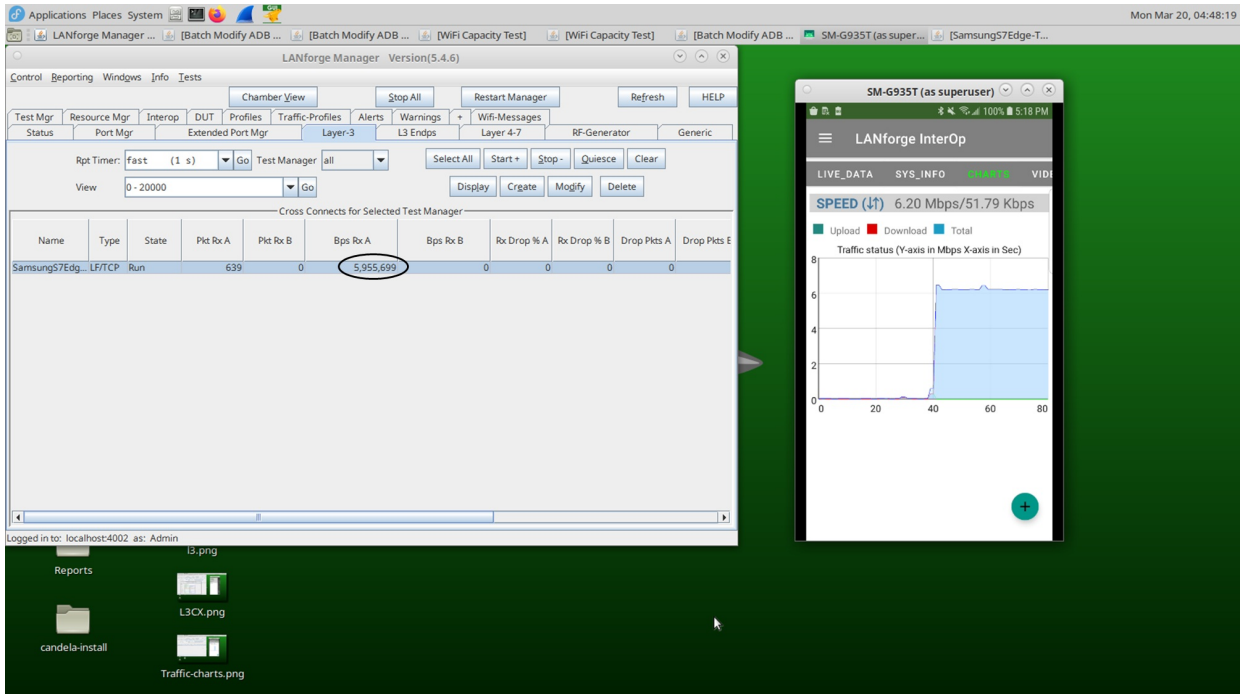 Applications Places System Mon Mar 20, 04:48:19
LANforge Manager ... [Batch Modify ADB ... [Batch Modify ADB ... [WiFi Capacity Test] [WiFi Capacity Test] [Batch Modify ADB ... SM-G935T (as super... [SamsungS7Edge-T...
LANforge Manager Version(5.4.6)
Control Reporting Windows Info Tests
Chamber View Stop All Restart Manager Refresh HELP
Test Mgr Resource Mgr Interop DUT Profiles Traffic-Profiles Alerts Warnings + Wifi-Messages
Status Port Mgr Extended Port Mgr Layer-3 L3 Endps Layer 4-7 RF-Generator Generic
Rpt Timer: fast (1 s) Go Test Manager all Select All Start + Stop - Quiesce Clear
View 0 - 20000 Go Display Create Modify Delete
Cross Connects for Selected Test Manager
Name Type State Pkt Rx A Pkt Rx B Bps Rx A Bps Rx B Rx Drop % A Rx Drop % B Drop Pkts A Drop Pkts B
SamsungS7Edg... LF/TCP Run 639 0 5,955,699 0 0 0 0
Logged in to: localhost:4002 as: Admin
SM-G935T (as superuser)
100% 5:18 PM
LANforge InterOp
LIVE_DATA SYS_INFO CHARTS VIDE
SPEED (↓↑) 6.20 Mbps/51.79 Kbps
Upload Download Total
Traffic status (Y-axis in Mbps X-axis in Sec)
8
6
4
2
0
0 20 40 60 80
+
l3.png
Reports
L3CX.png
candela-install
Traffic-charts.png